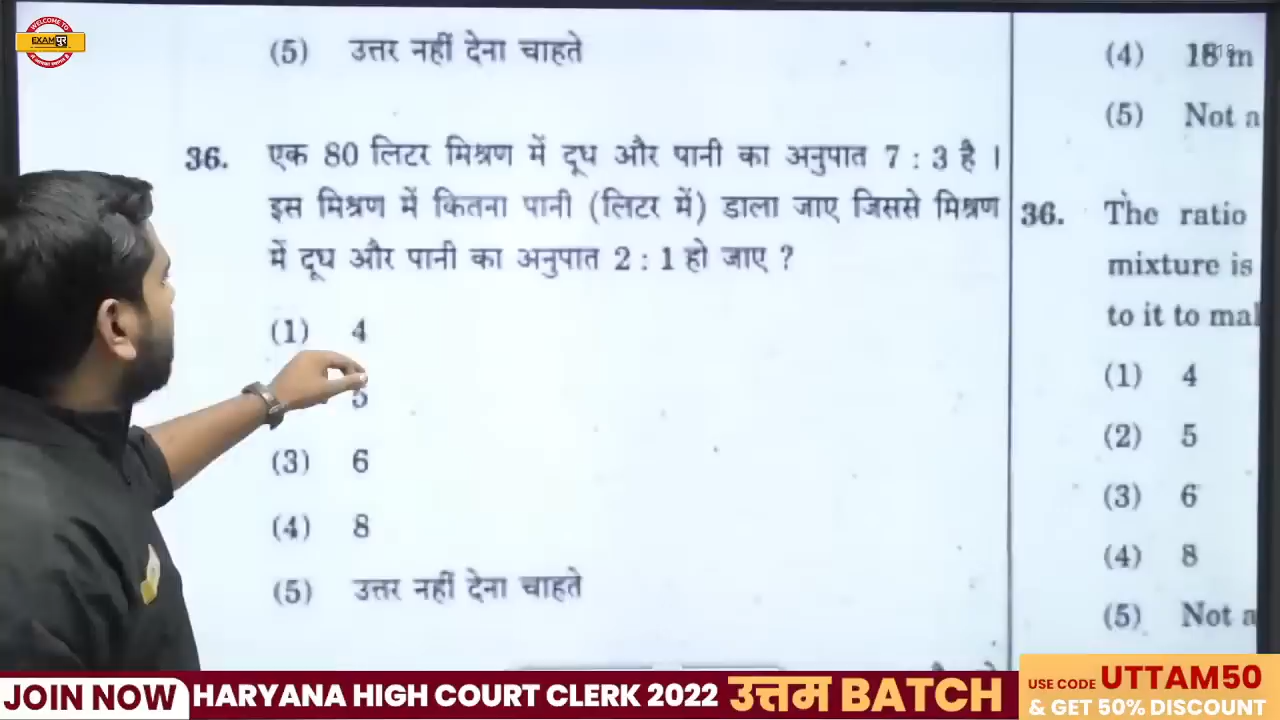 WELCOME TO
EXAMपुर
(5) उत्तर नहीं देना चाहते
36. एक 80 लिटर मिश्रण में दूध और पानी का अनुपात 7 : 3 है ।
इस मिश्रण में कितना पानी (लिटर में) डाला जाए जिससे मिश्रण
में दूध और पानी का अनुपात 2 : 1 हो जाए ?
(1) 4
5
(3) 6
(4) 8
(5) उत्तर नहीं देना चाहते
(4) 18 m
(5) Not a
36. The ratio
mixture is
to it to mal
(1) 4
(2) 5
(3) 6
(4) 8
(5) Not a
JOIN NOW HARYANA HIGH COURT CLERK 2022 उत्तम BATCH
USE CODE UTTAM50
& GET 50% DISCOUNT